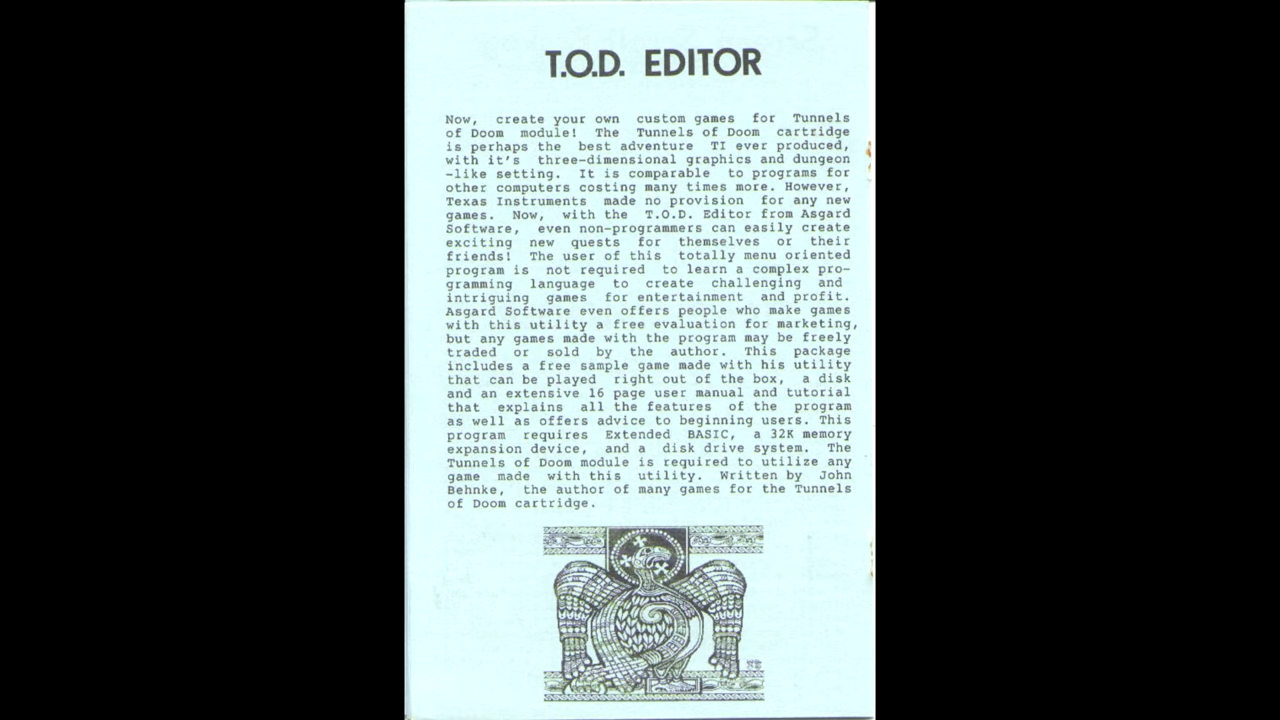 T.O.D. EDITOR
Now, create your own custom games for Tunnels
of Doom module! The Tunnels of Doom cartridge
is perhaps the best adventure TI ever produced,
with it's three-dimensional graphics and dungeon
-like setting. It is comparable to programs for
other computers costing many times more. However,
Texas Instruments made no provision for any new
games. Now, with the T.O.D. Editor from Asgard
Software, even non-programmers can easily create
exciting new quests for themselves or their
friends! The user of this totally menu oriented
program is not required to learn a complex pro-
gramming language to create challenging and
intriguing games for entertainment and profit.
Asgard Software even offers people who make games
with this utility a free evaluation for marketing,
but any games made with the program may be freely
traded or sold by the author. This package
includes a free sample game made with his utility
that can be played right out of the box, a disk
and an extensive 16 page user manual and tutorial
that explains all the features of the program
as well as offers advice to beginning users. This
program requires Extended BASIC, a 32K memory
expansion device, and a disk drive system. The
Tunnels of Doom module is required to utilize any
game made with this utility. Written by John
Behnke, the author of many games for the Tunnels
of Doom cartridge.